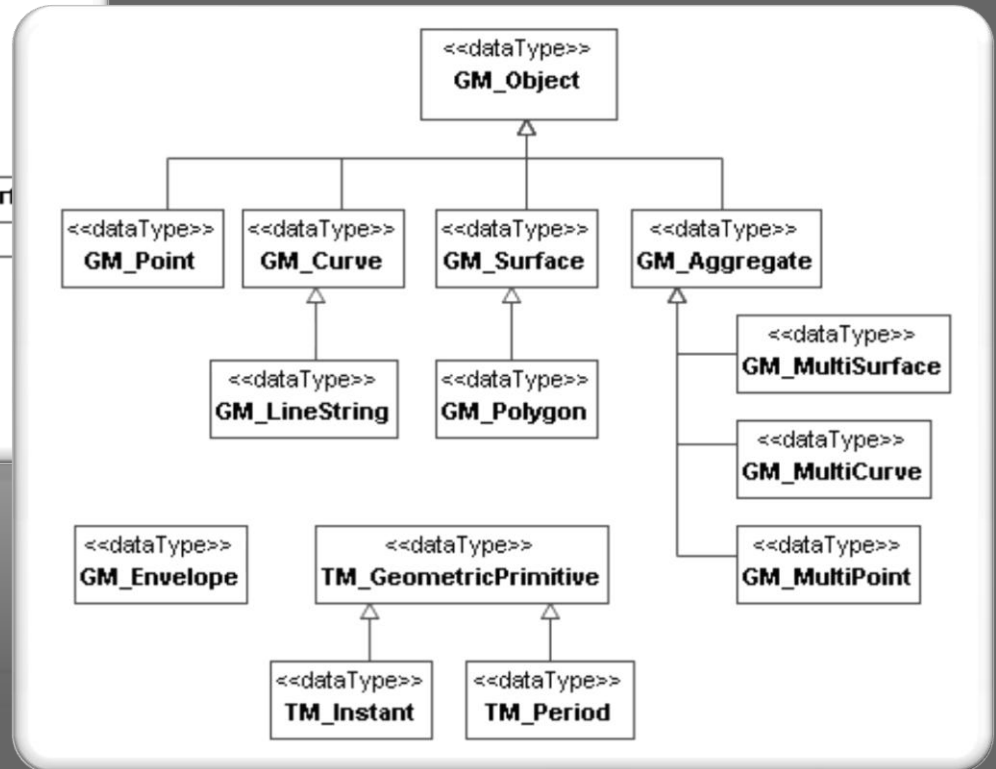 <<dataType>>
GM_Object
<<dataType>>
GM_Point
<<dataType>>
GM_Curve
<<dataType>>
GM_Surface
<<dataType>>
GM_Aggregate
<<dataType>>
GM_MultiSurface
<<dataType>>
GM_LineString
<<dataType>>
GM_Polygon
<<dataType>>
GM_MultiCurve
<<dataType>>
GM_Envelope
<<dataType>>
TM_GeometricPrimitive
<<dataType>>
GM_MultiPoint
<<dataType>>
TM_Instant
<<dataType>>
TM_Period